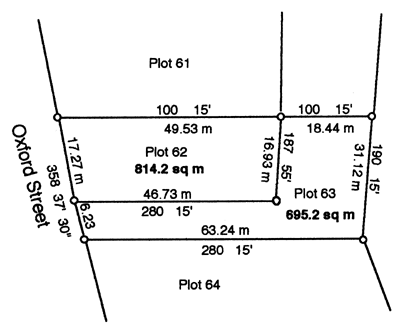 Plot 61
100 15'
49.53 m
100 15'
18.44 m
Oxford Street
17.27 m
Plot 62
814.2 sq m
16.93 m
187 55'
31.12 m
190 15'
358 37' 30"
6.23
46.73 m
280 15'
Plot 63
695.2 sq m
63.24 m
280 15'
Plot 64